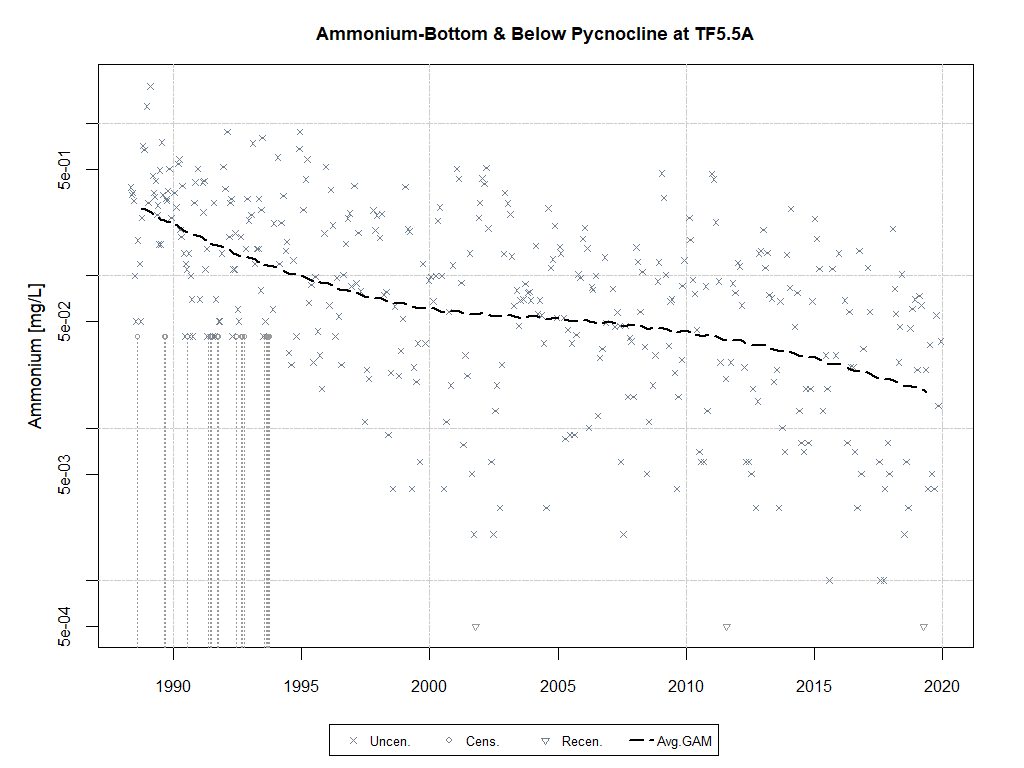 Ammonium-Bottom & Below Pycnocline at TF5.5A
Ammonium [mg/L]
5e-01
5e-02
5e-03
5e-04
1990 1995 2000 2005 2010 2015 2020
Uncen. Cens. Recen. Avg.GAM